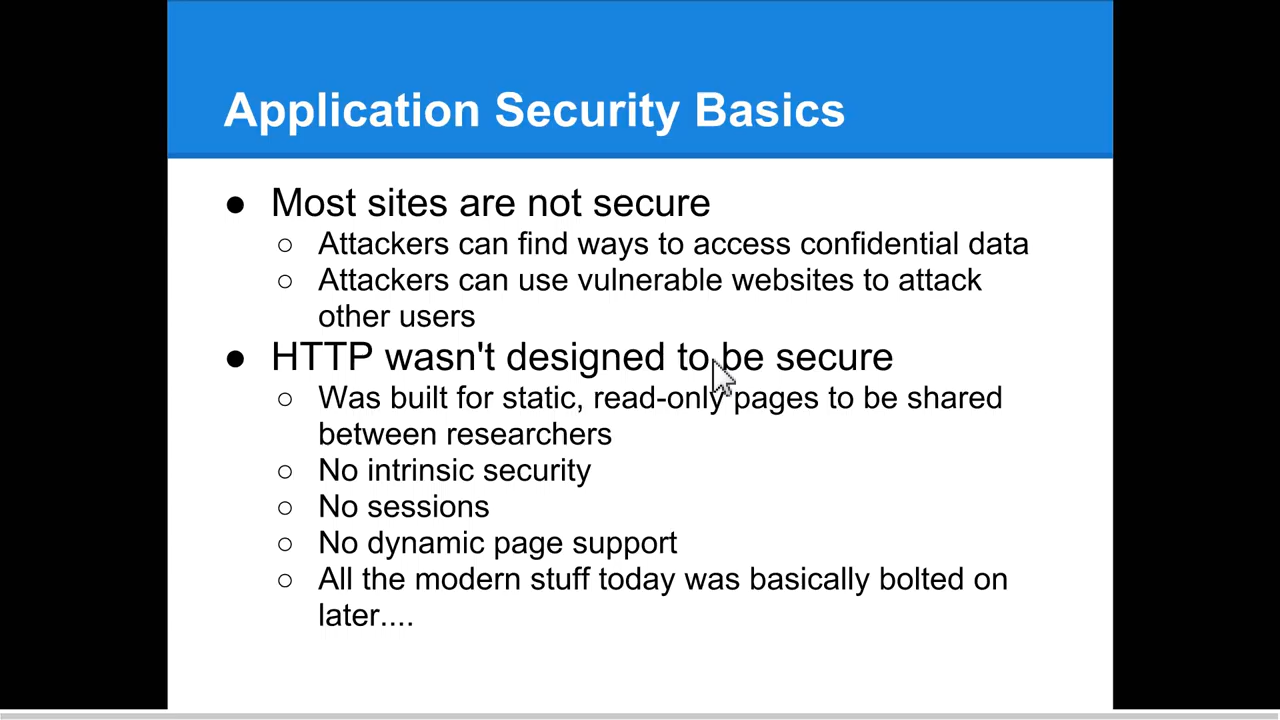 Application Security Basics
● Most sites are not secure
○ Attackers can find ways to access confidential data
○ Attackers can use vulnerable websites to attack
other users
● HTTP wasn't designed to be secure
○ Was built for static, read-only pages to be shared
between researchers
○ No intrinsic security
○ No sessions
○ No dynamic page support
○ All the modern stuff today was basically bolted on
later....